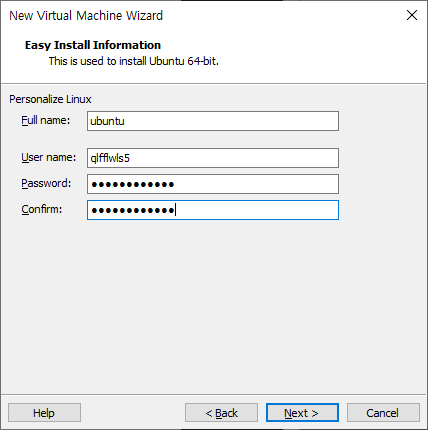 New Virtual Machine Wizard
Easy Install Information
This is used to install Ubuntu 64-bit.
Personalize Linux
Full name: ubuntu
User name: qlfflwls5
Password: ●●●●●●●●●●●●
Confirm: ●●●●●●●●●●●●
Help < Back Next > Cancel